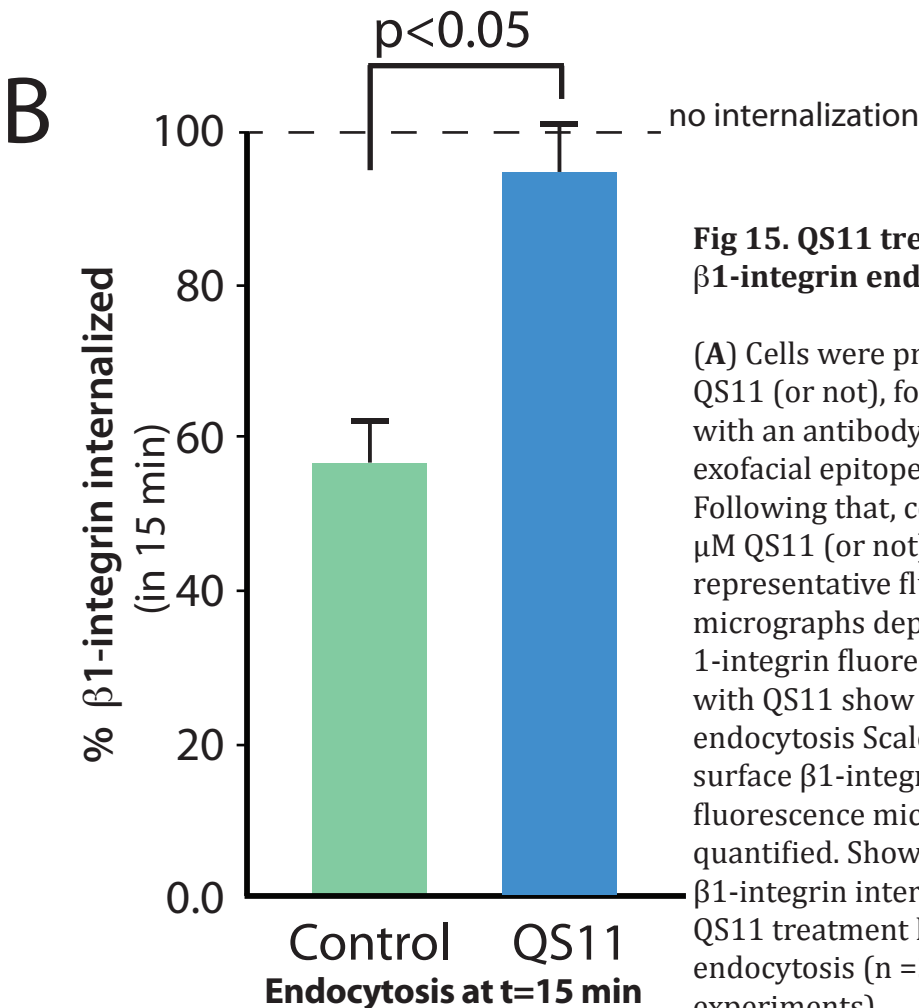 B
p<0.05
no internalization
% β1-integrin internalized
(in 15 min)
100
80
60
40
20
0.0
Control QS11
Endocytosis at t=15 min
Fig 15. QS11 tre
β1-integrin end
(A) Cells were pr
QS11 (or not), fo
with an antibody
exofacial epitope
Following that, c
μM QS11 (or not)
representative flu
micrographs dep
1-integrin fluore
with QS11 show
endocytosis Scale
surface β1-integr
fluorescence mic
quantified. Show
β1-integrin inter
QS11 treatment
endocytosis (n =
experiments)